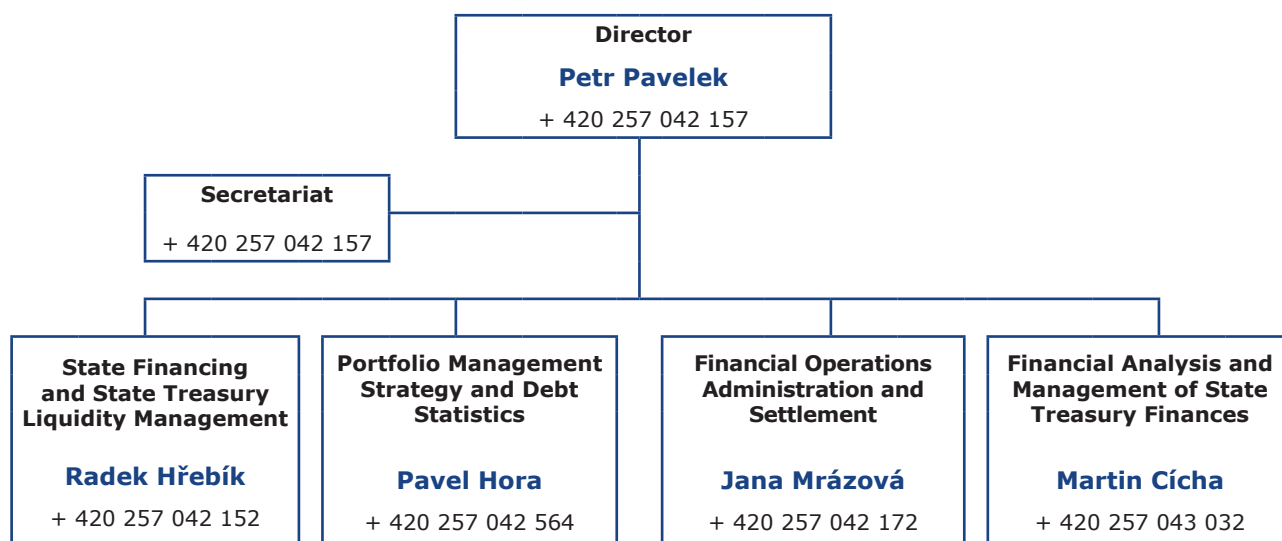 Director
Petr Pavelek
+ 420 257 042 157
Secretariat
+ 420 257 042 157
State Financing
and State Treasury
Liquidity Management
Radek Hřebík
+ 420 257 042 152
Portfolio Management
Strategy and Debt
Statistics
Pavel Hora
+ 420 257 042 564
Financial Operations
Administration and
Settlement
Jana Mrázová
+ 420 257 042 172
Financial Analysis and
Management of State
Treasury Finances
Martin Cícha
+ 420 257 043 032